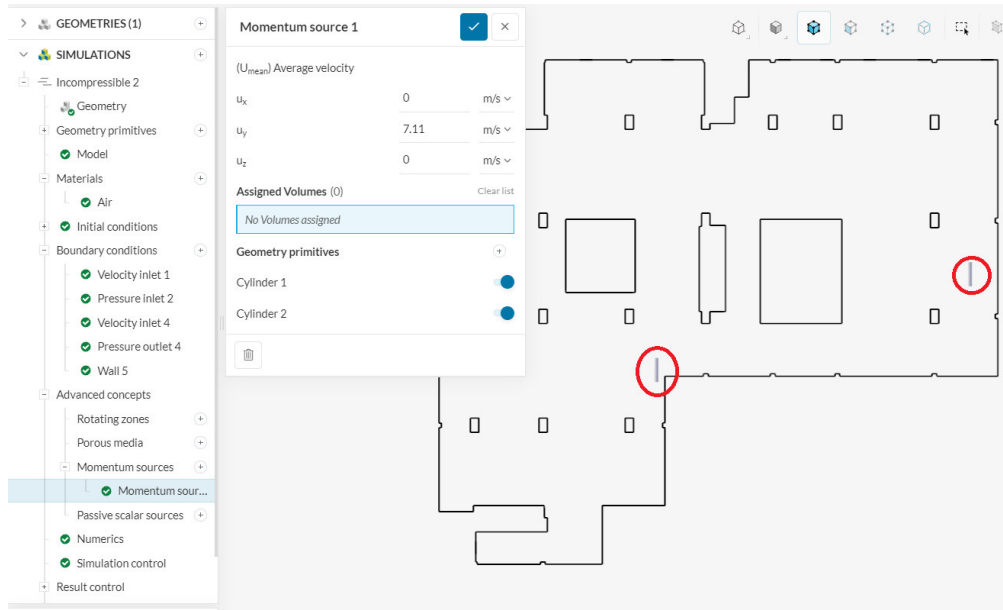 GEOMETRIES (1)
SIMULATIONS
Incompressible 2
Geometry
Geometry primitives
Model
Materials
Air
Initial conditions
Boundary conditions
Velocity inlet 1
Pressure inlet 2
Velocity inlet 4
Pressure outlet 4
Wall 5
Advanced concepts
Rotating zones
Porous media
Momentum sources
Momentum sour...
Passive scalar sources
Numerics
Simulation control
Result control
Momentum source 1
(Umean) Average velocity
ux 0 m/s
uy 7.11 m/s
uz 0 m/s
Assigned Volumes (0) Clear list
No Volumes assigned
Geometry primitives
Cylinder 1
Cylinder 2